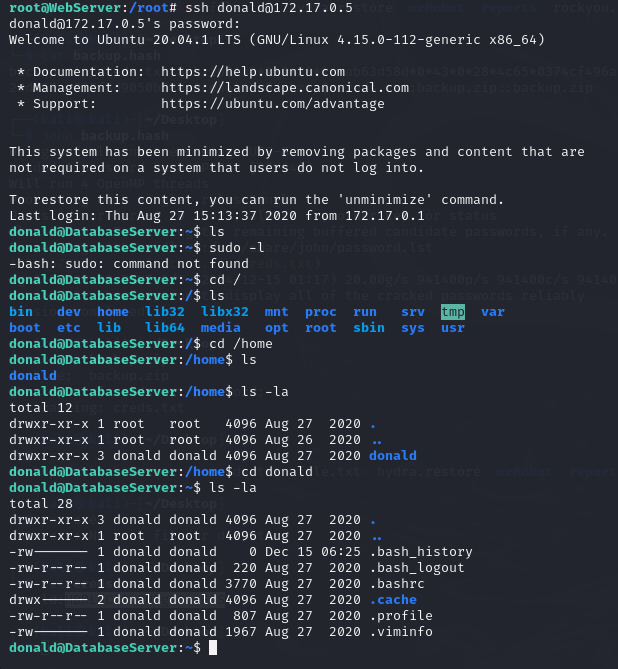 root@WebServer:/root# ssh donald@172.17.0.5
donald@172.17.0.5's password:
Welcome to Ubuntu 20.04.1 LTS (GNU/Linux 4.15.0-112-generic x86_64)
 * Documentation:  https://help.ubuntu.com
 * Management:     https://landscape.canonical.com
 * Support:        https://ubuntu.com/advantage
This system has been minimized by removing packages and content that are
not required on a system that users do not log into.
To restore this content, you can run the 'unminimize' command.
Last login: Thu Aug 27 15:13:37 2020 from 172.17.0.1
donald@DatabaseServer:~$ ls
donald@DatabaseServer:~$ sudo -l
-bash: sudo: command not found
donald@DatabaseServer:~$ cd /
donald@DatabaseServer:/$ ls
bin   dev  home  lib32  libx32  mnt  proc  run   srv  tmp  var
boot  etc  lib   lib64  media   opt  root  sbin  sys  usr
donald@DatabaseServer:/$ cd /home
donald@DatabaseServer:/home$ ls
donald
donald@DatabaseServer:/home$ ls -la
total 12
drwxr-xr-x 1 root   root   4096 Aug 27  2020 .
drwxr-xr-x 1 root   root   4096 Aug 26  2020 ..
drwxr-xr-x 3 donald donald 4096 Aug 27  2020 donald
donald@DatabaseServer:/home$ cd donald
donald@DatabaseServer:~$ ls -la
total 28
drwxr-xr-x 3 donald donald 4096 Aug 27  2020 .
drwxr-xr-x 1 root   root   4096 Aug 27  2020 ..
-rw------- 1 donald donald    0 Dec 15 06:25 .bash_history
-rw-r--r-- 1 donald donald  220 Aug 27  2020 .bash_logout
-rw-r--r-- 1 donald donald 3770 Aug 27  2020 .bashrc
drwx------ 2 donald donald 4096 Aug 27  2020 .cache
-rw-r--r-- 1 donald donald  807 Aug 27  2020 .profile
-rw------- 1 donald donald 1967 Aug 27  2020 .viminfo
donald@DatabaseServer:~$